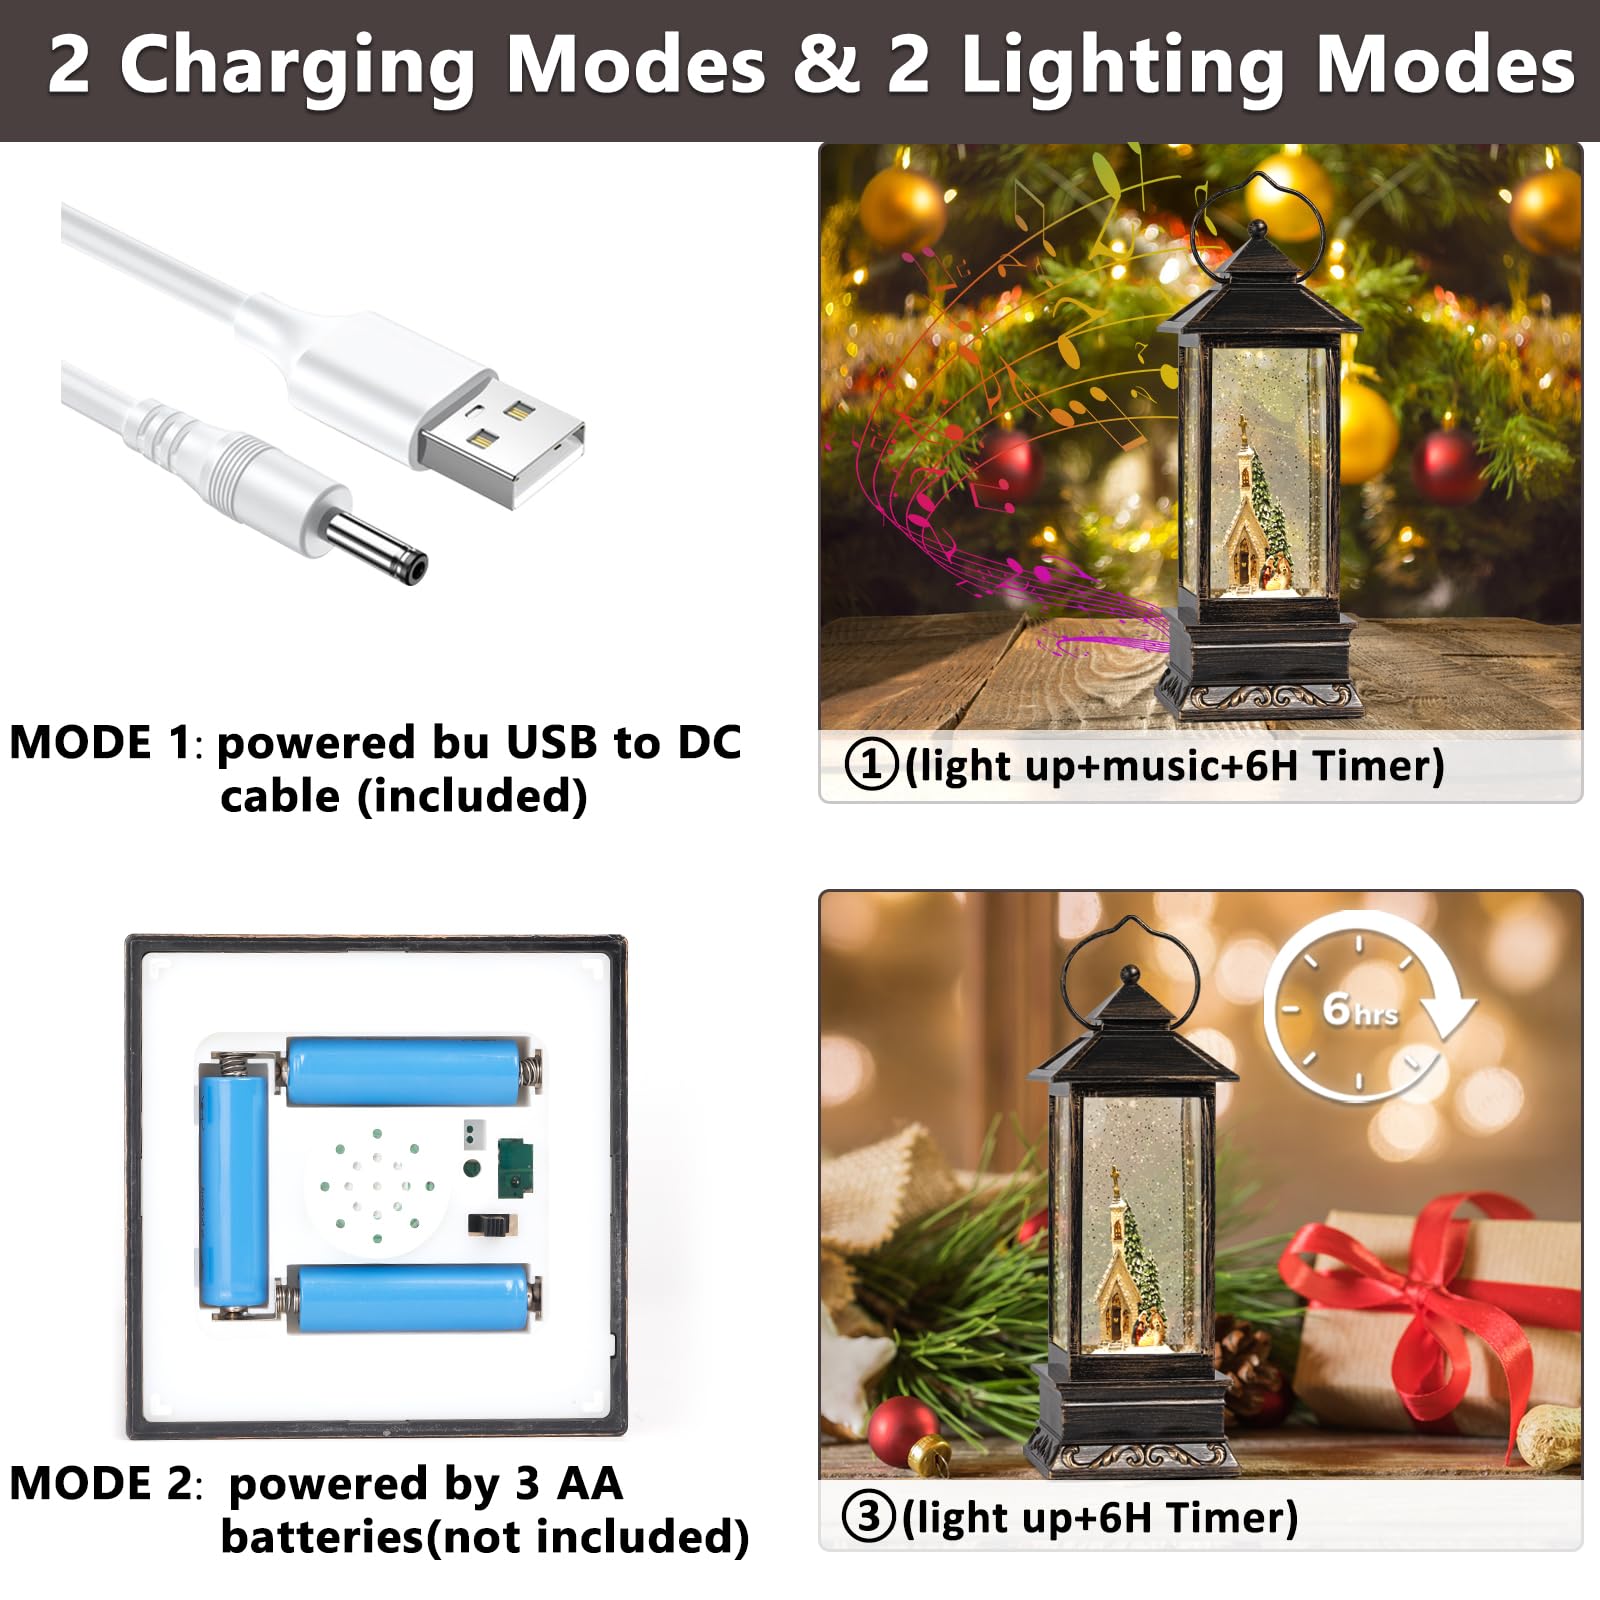 2 Charging Modes & 2 Lighting Modes
MODE 1: powered bu USB to DC
cable (included)
①(light up+music+6H Timer)
6hrs
MODE 2: powered by 3 AA
batteries(not included)
③(light up+6H Timer)